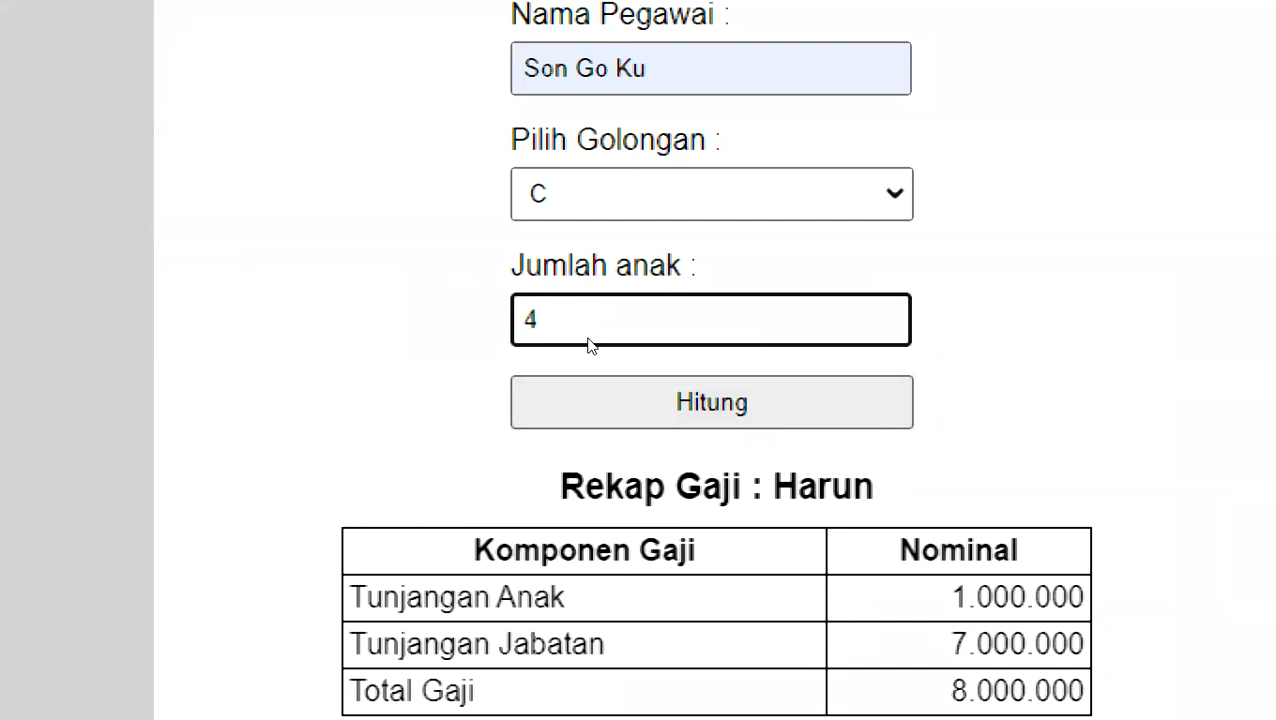 Nama Pegawai :
Son Go Ku
Pilih Golongan :
C
Jumlah anak :
4
Hitung
Rekap Gaji : Harun
Komponen Gaji Nominal
Tunjangan Anak 1.000.000
Tunjangan Jabatan 7.000.000
Total Gaji 8.000.000